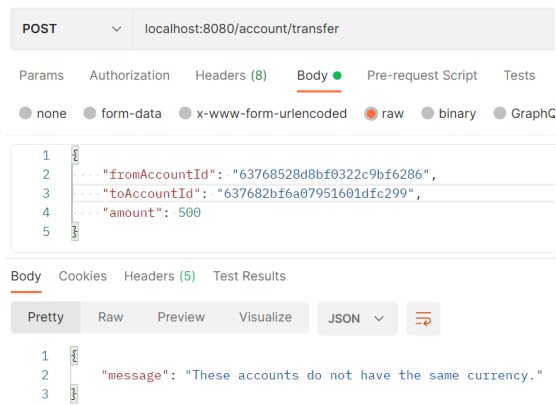 POST localhost:8080/account/transfer
Params Authorization Headers (8) Body Pre-request Script Tests
none form-data x-www-form-urlencoded raw binary GraphQ
1 {
2 "fromAccountId": "63768528d8bf0322c9bf6286",
3 "toAccountId": "637682bf6a07951601dfc299",
4 "amount": 500
5 }
Body Cookies Headers (5) Test Results
Pretty Raw Preview Visualize JSON
1 {
2 "message": "These accounts do not have the same currency."
3 }